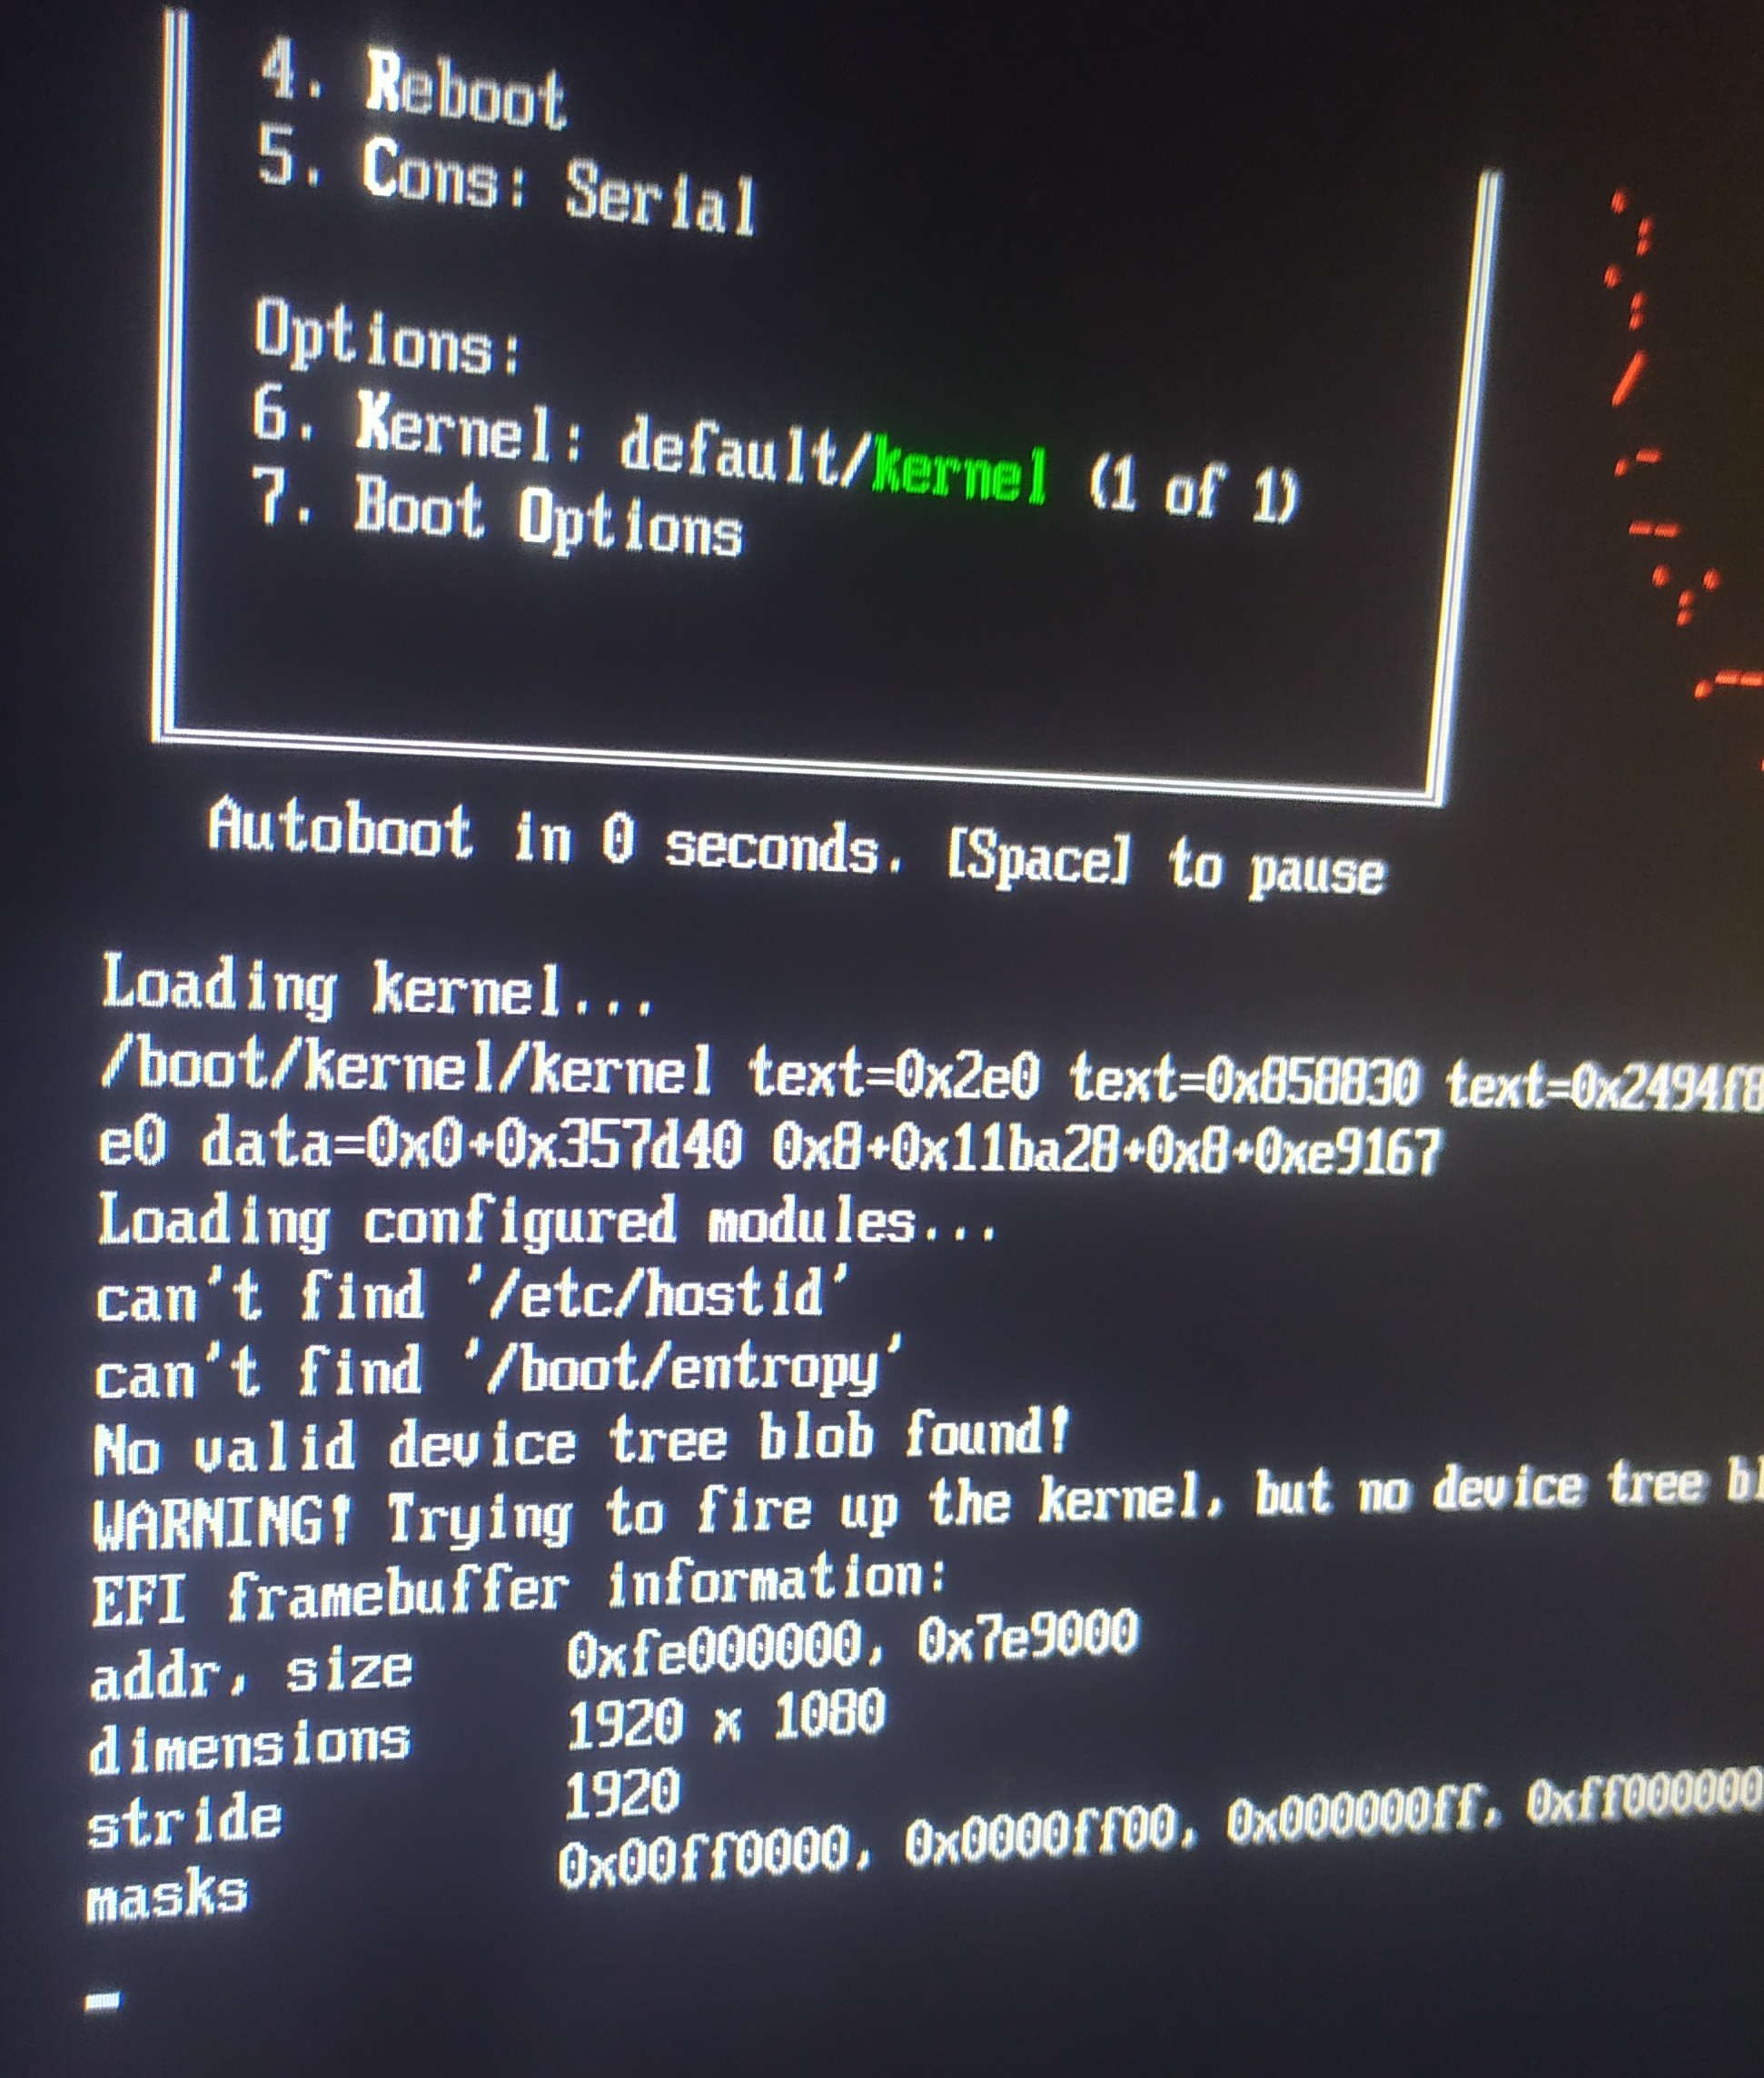 4. Reboot
5. Cons: Serial
Options:
6. Kernel: default/kernel (1 of 1)
7. Boot Options
Autoboot in 0 seconds. [Space] to pause
Loading kernel...
/boot/kernel/kernel text=0x2e0 text=0x858830 text=0x2494f8
e0 data=0x0+0x357d40 0x8+0x11ba28+0x8+0xe9167
Loading configured modules...
can't find '/etc/hostid'
can't find '/boot/entropy'
No valid device tree blob found!
WARNING! Trying to fire up the kernel, but no device tree bl
EFI framebuffer information:
addr, size 0xfe000000, 0x7e9000
dimensions 1920 x 1080
stride 1920
masks 0x00ff0000, 0x0000ff00, 0x000000ff, 0xff000000